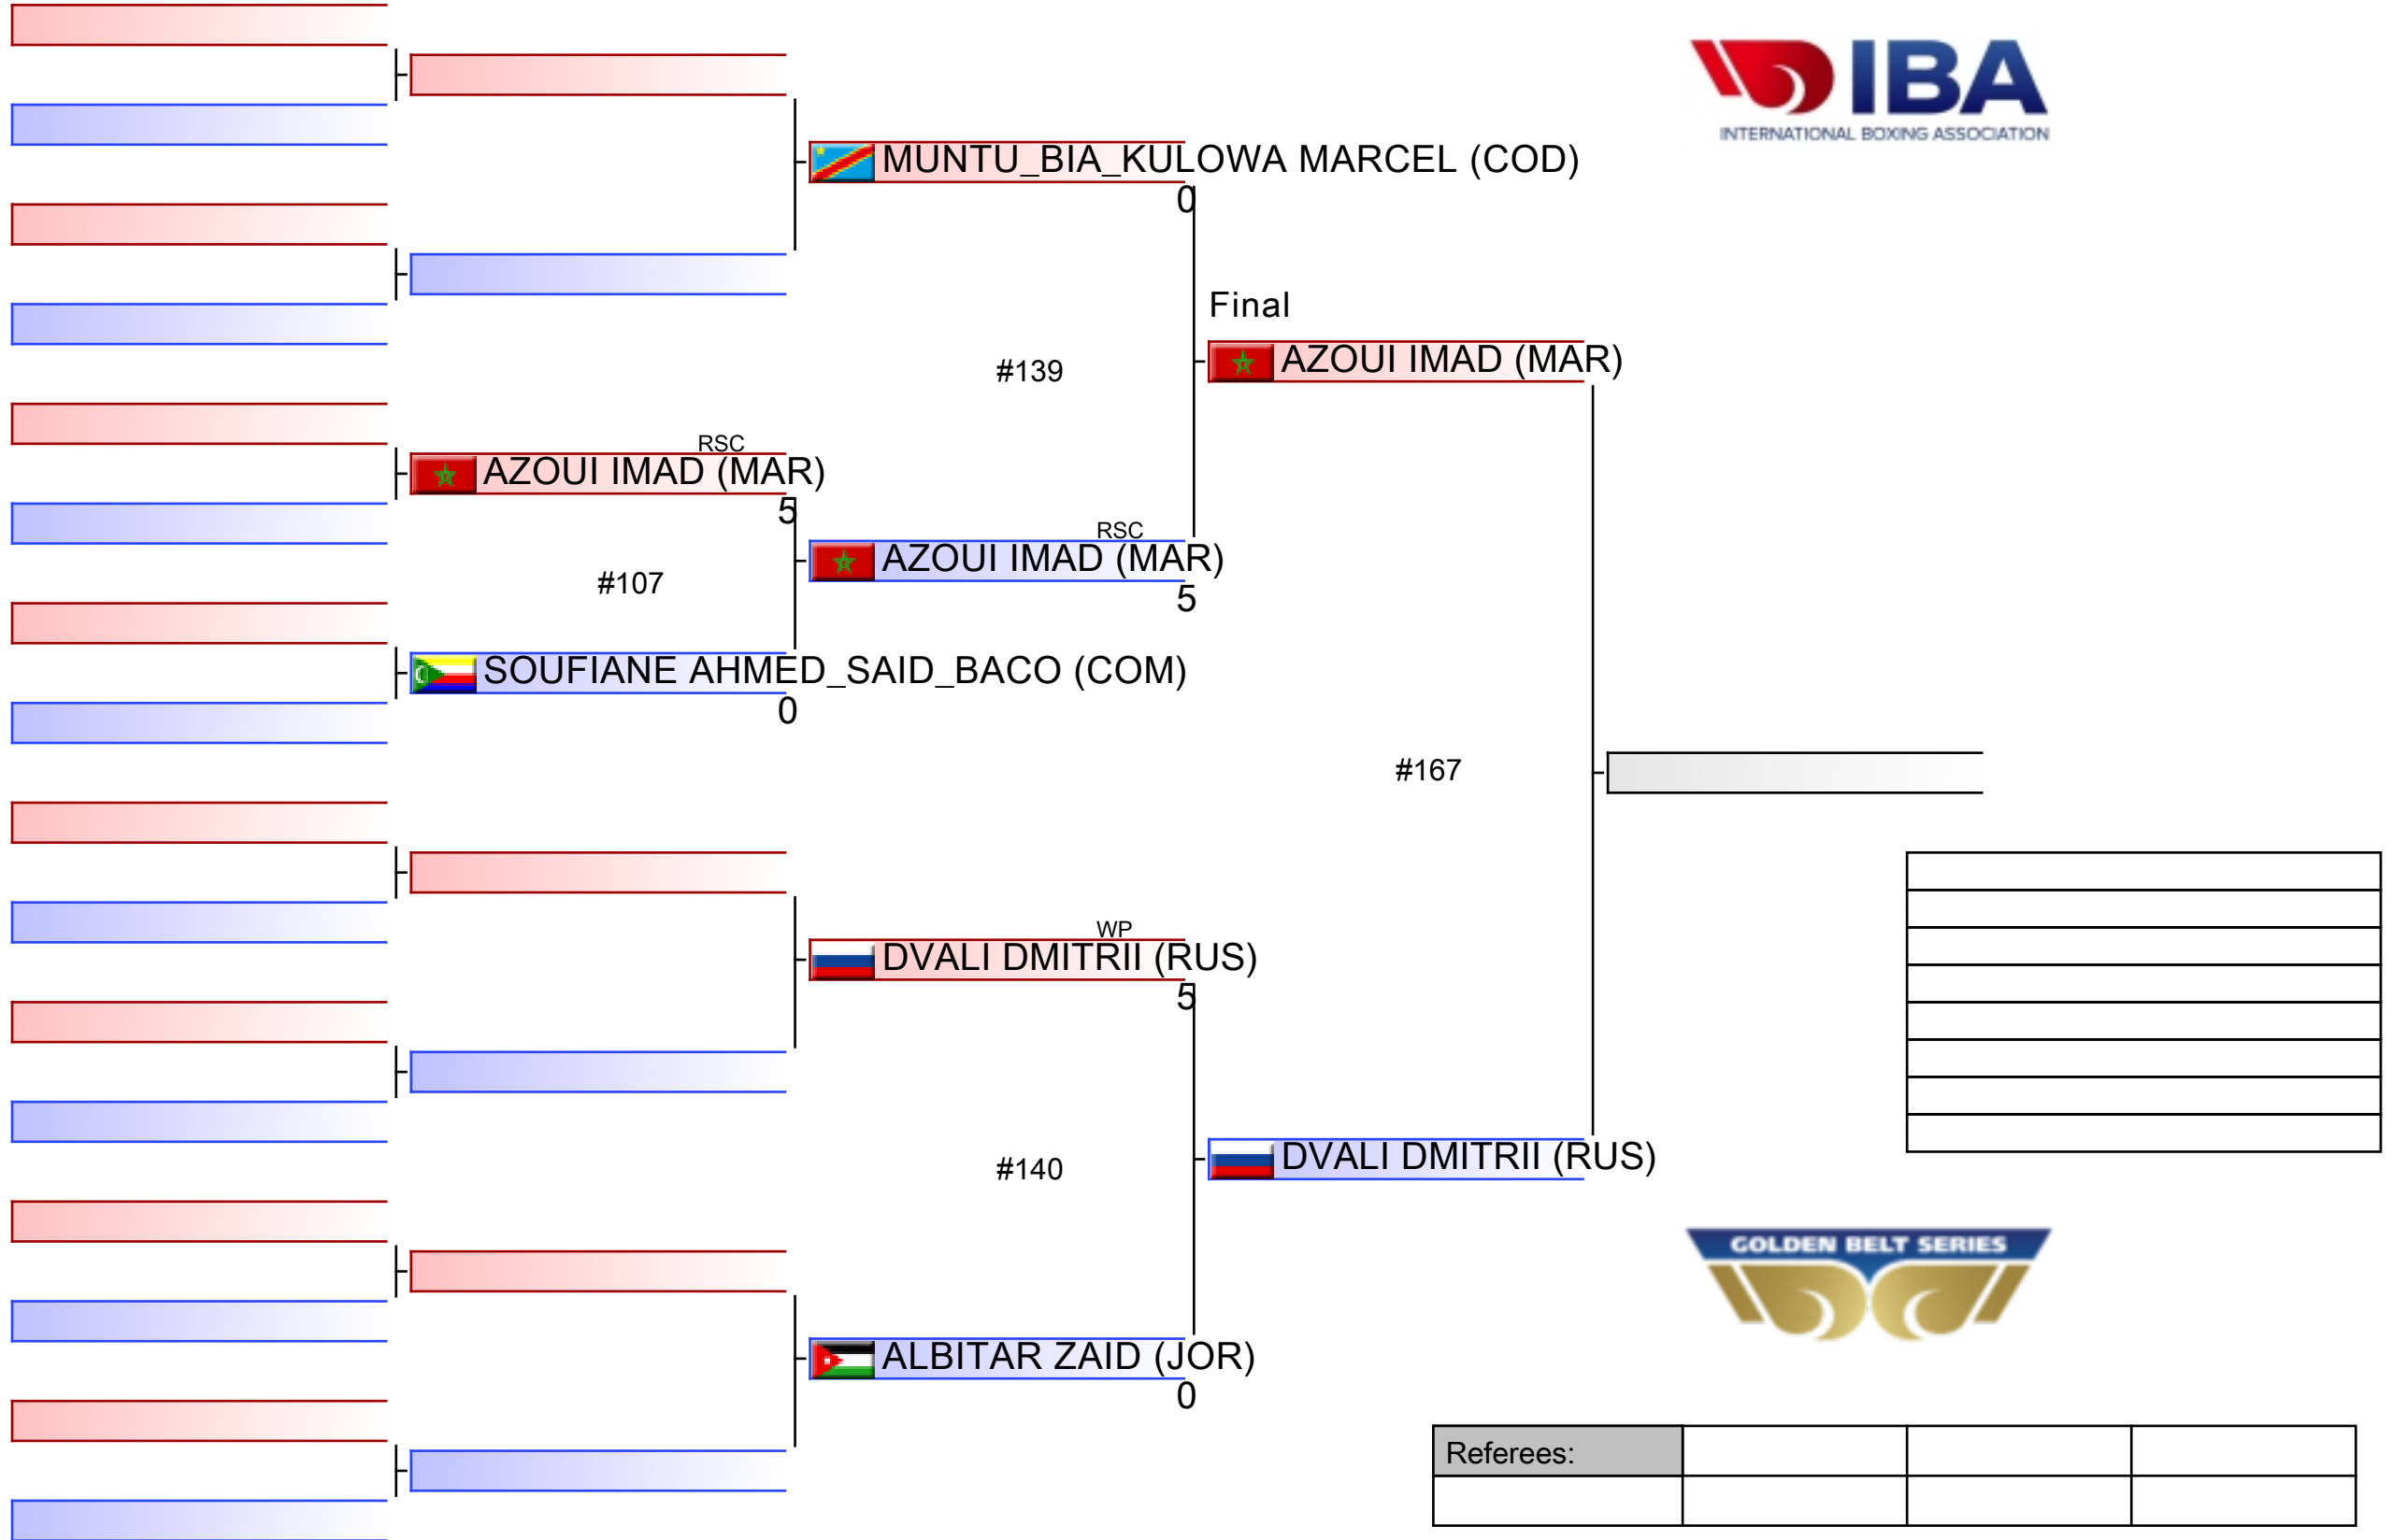 IBA
INTERNATIONAL BOXING ASSOCIATION
MUNTU_BIA_KULOWA MARCEL (COD)
0
Final
#139
AZOUI IMAD (MAR)
RSC
AZOUI IMAD (MAR)
5
RSC
AZOUI IMAD (MAR)
5
#107
SOUFIANE AHMED_SAID_BACO (COM)
0
#167
WP
DVALI DMITRII (RUS)
5
#140
DVALI DMITRII (RUS)
GOLDEN BELT SERIES
ALBITAR ZAID (JOR)
0
Referees: